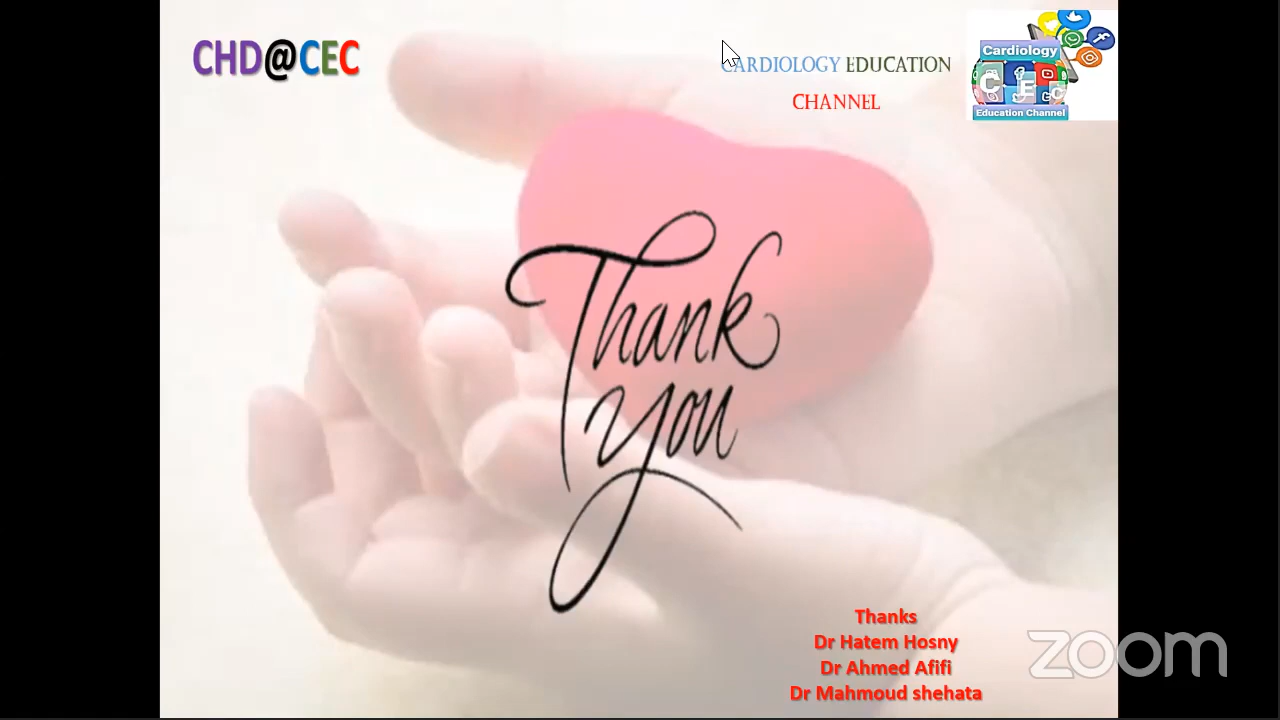 CHD@CEC
CARDIOLOGY EDUCATION
CHANNEL
Cardiology
C E C
Education Channel
Thank
you
Thanks
Dr Hatem Hosny
Dr Ahmed Afifi
Dr Mahmoud shehata
zoom